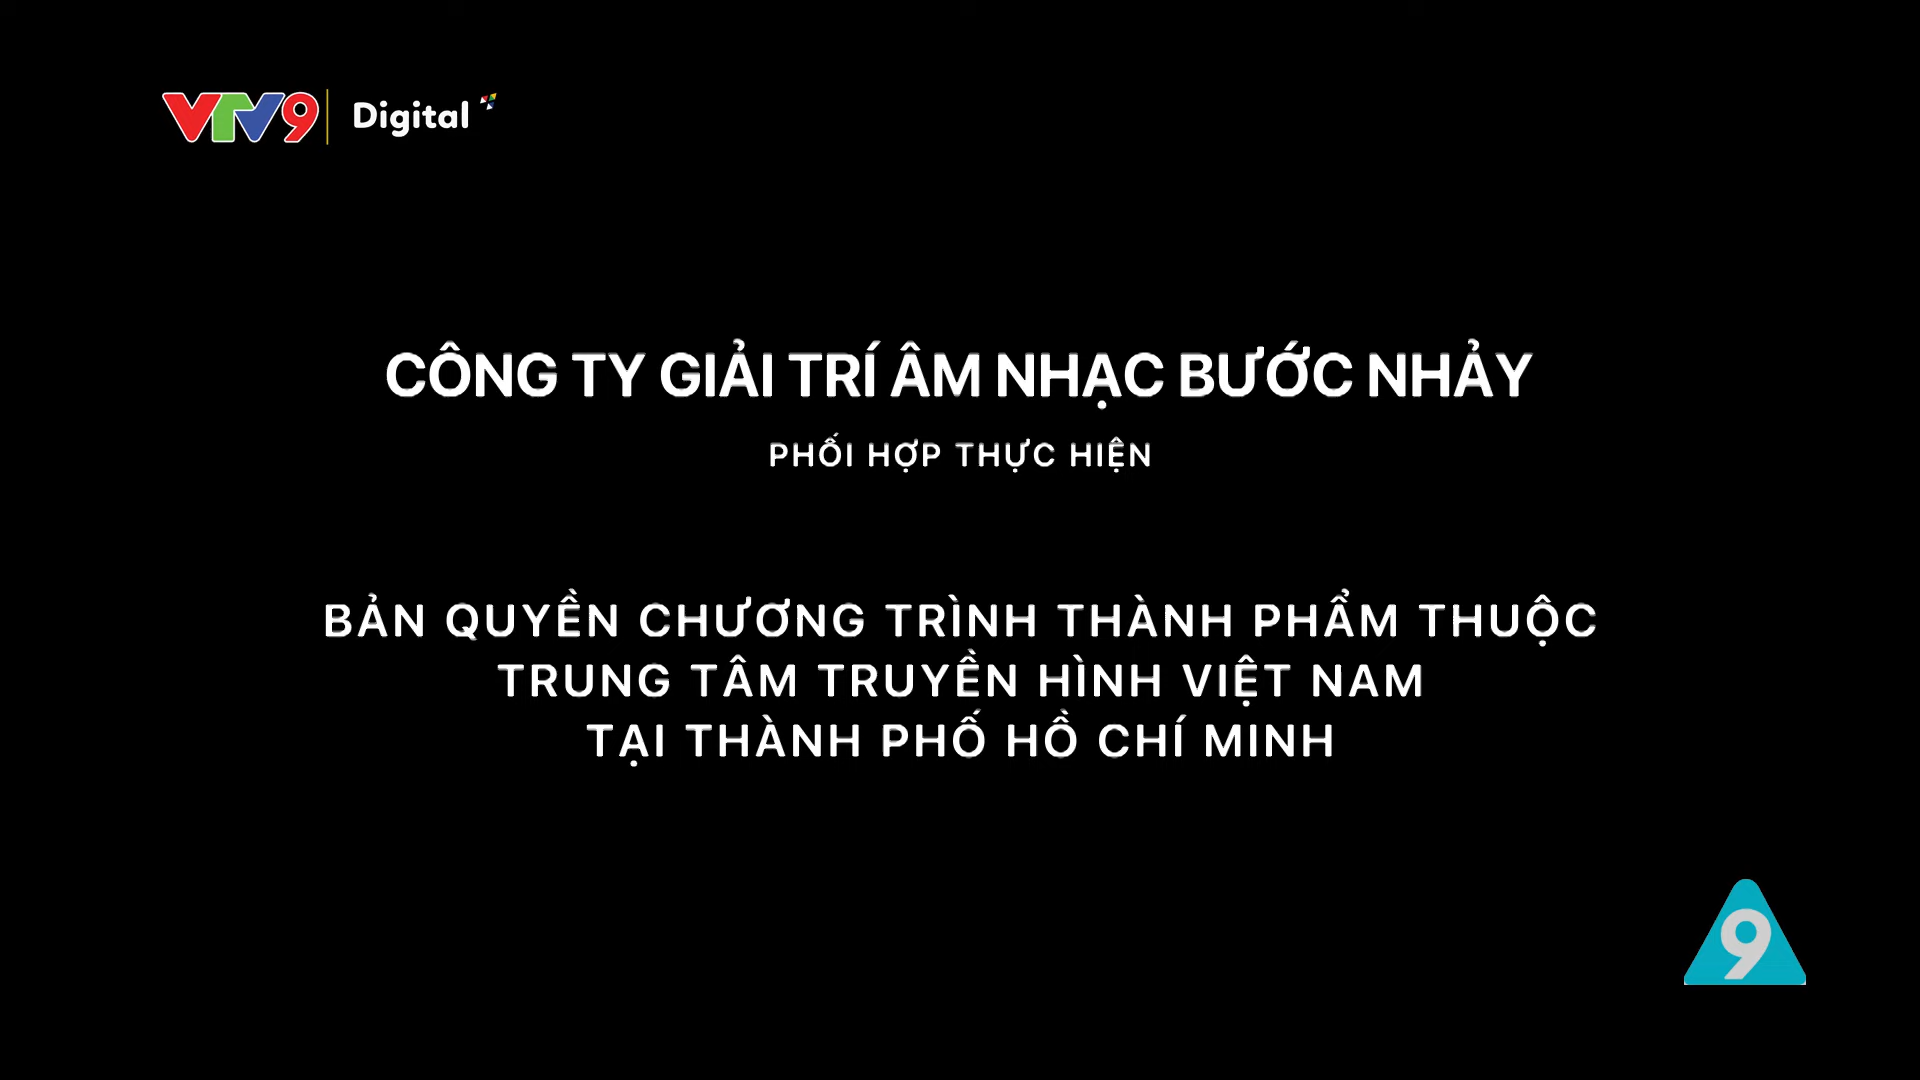 VTV9 Digital
CÔNG TY GIẢI TRÍ ÂM NHẠC BƯỚC NHẢY
PHỐI HỢP THỰC HIỆN
BẢN QUYỀN CHƯƠNG TRÌNH THÀNH PHẨM THUỘC
TRUNG TÂM TRUYỀN HÌNH VIỆT NAM
TẠI THÀNH PHỐ HỒ CHÍ MINH
9